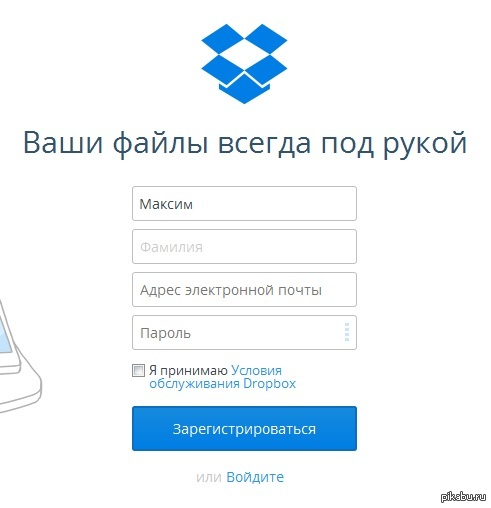 Ваши файлы всегда под рукой
Максим
Фамилия
Адрес электронной почты
Пароль
Я принимаю Условия
обслуживания Dropbox
Зарегистрироваться
или Войдите
pikabu.ru